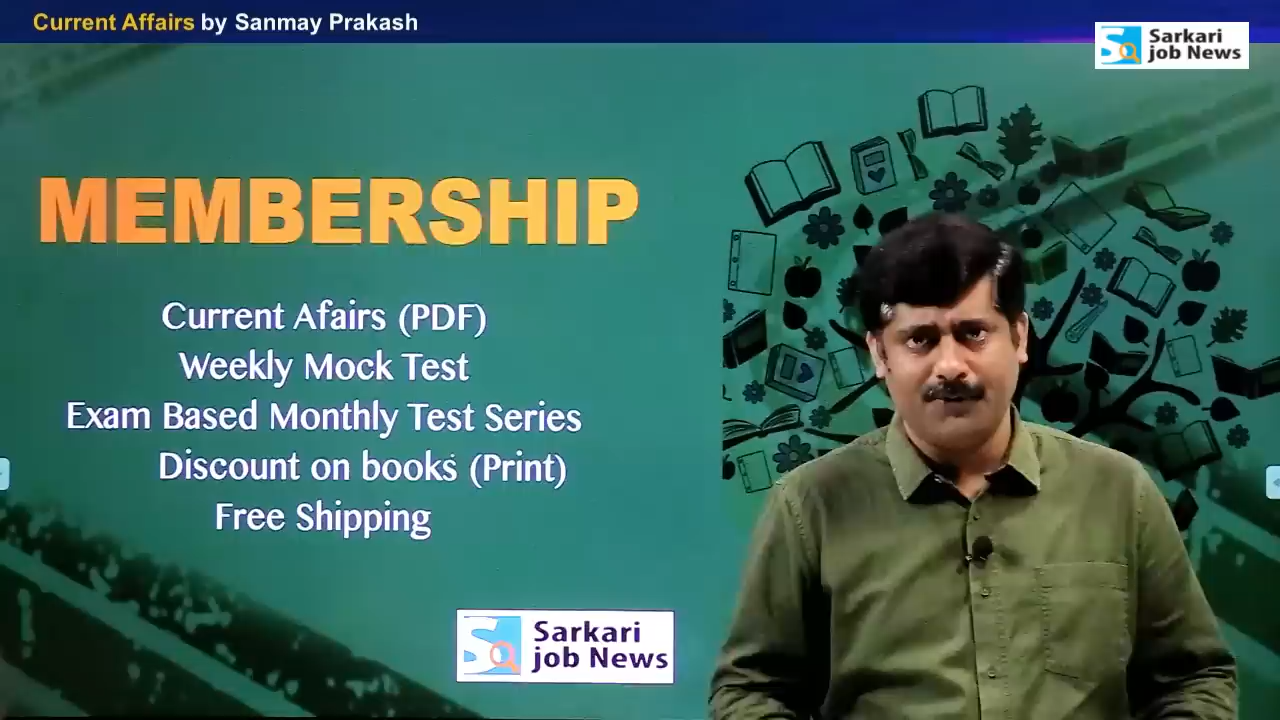 Current Affairs by Sanmay Prakash
Sarkari
job News
MEMBERSHIP
Current Afairs (PDF)
Weekly Mock Test
Exam Based Monthly Test Series
Discount on books (Print)
Free Shipping
Sarkari
job News